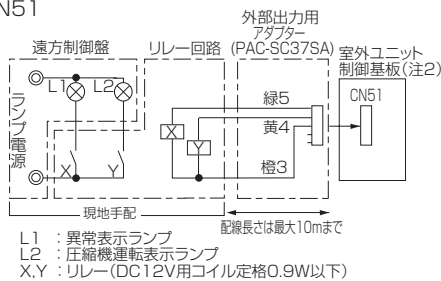 CN51
外部出力用
アダプター
(PAC-SC37SA)
遠方制御盤
リレー回路
室外ユニット
制御基板(注2)
L1
L2
CN51
緑5
黄4
橙3
X
Y
ランプ電源
X
Y
現地手配
配線長さは最大10mまで
L1 : 異常表示ランプ
L2 : 圧縮機運転表示ランプ
X,Y : リレー(DC12V用コイル定格0.9W以下)